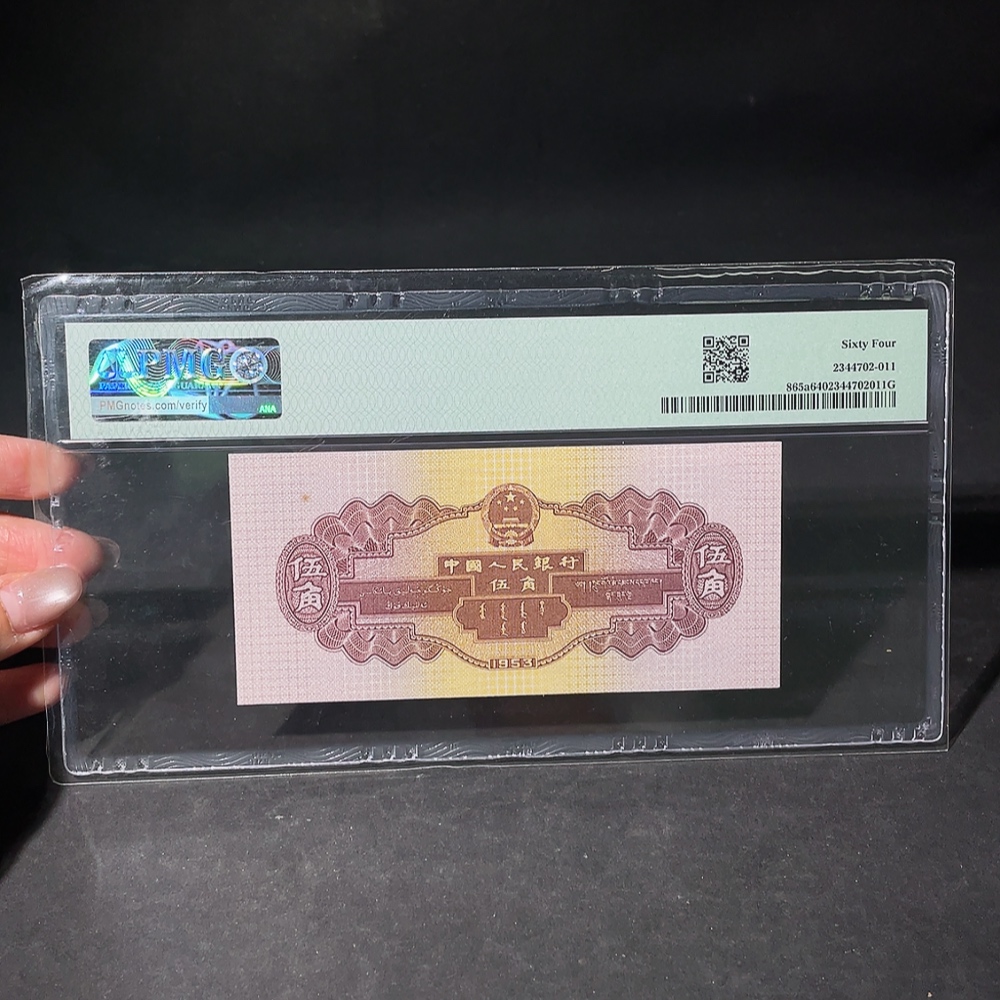 PMG
PMGnotes.com/verify
ANA
Sixty Four
2344702-011
865a6402344702011G
中國人民銀行
伍角
伍角
伍角
1953